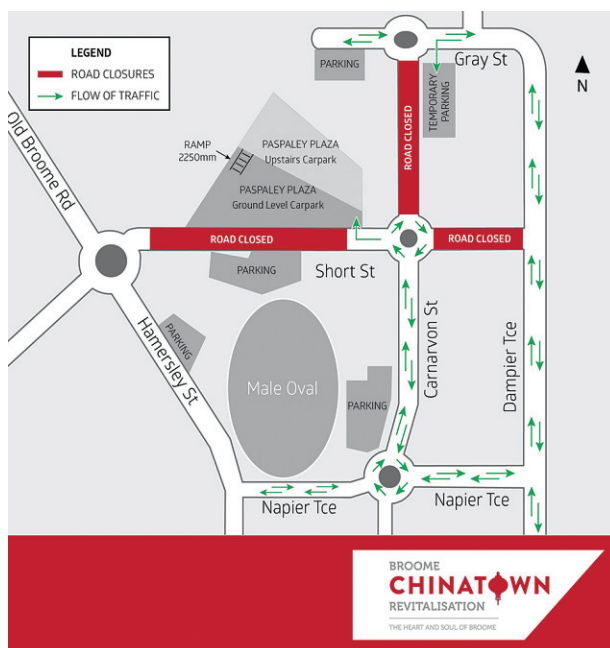 LEGEND
ROAD CLOSURES
FLOW OF TRAFFIC
PARKING
Gray St
TEMPORARY
PARKING
N
ROAD CLOSED
Old Broome Rd
RAMP
2250mm
PASPALEY PLAZA
Upstairs Carpark
PASPALEY PLAZA
Ground Level Carpark
ROAD CLOSED
ROAD CLOSED
PARKING
Short St
PARKING
Hamersley St
Male Oval
PARKING
Carnarvon St
Dampier Tce
Napier Tce
Napier Tce
BROOME
CHINATOWN
REVITALISATION
THE HEART AND SOUL OF BROOME